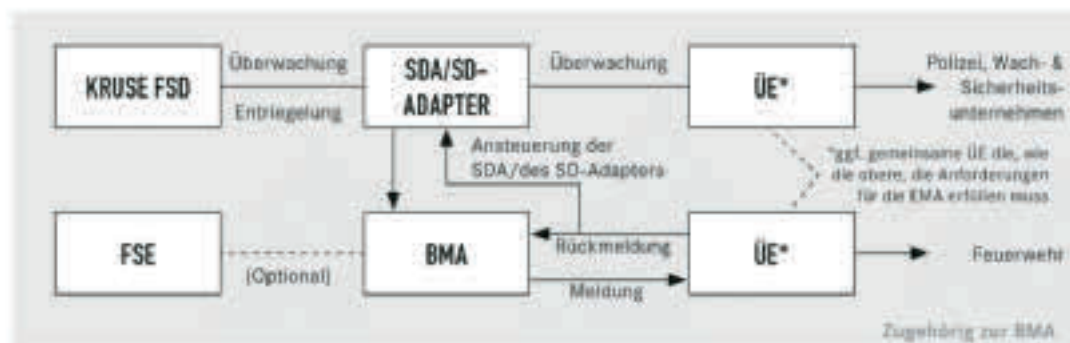 KRUSE FSD
Überwachung
Entriegelung
SDA/SD-
ADAPTER
Überwachung
ÜE*
Polizei, Wach- &
Sicherheits-
unternehmen
Ansteuerung der
SDA/des SD-Adapters
*ggf. gemeinsame ÜE die, wie
die obere, die Anforderungen
für die EMA erfüllen muss
FSE
(Optional)
BMA
Rückmeldung
Meldung
ÜE*
Feuerwehr
Zugehörig zur BMA